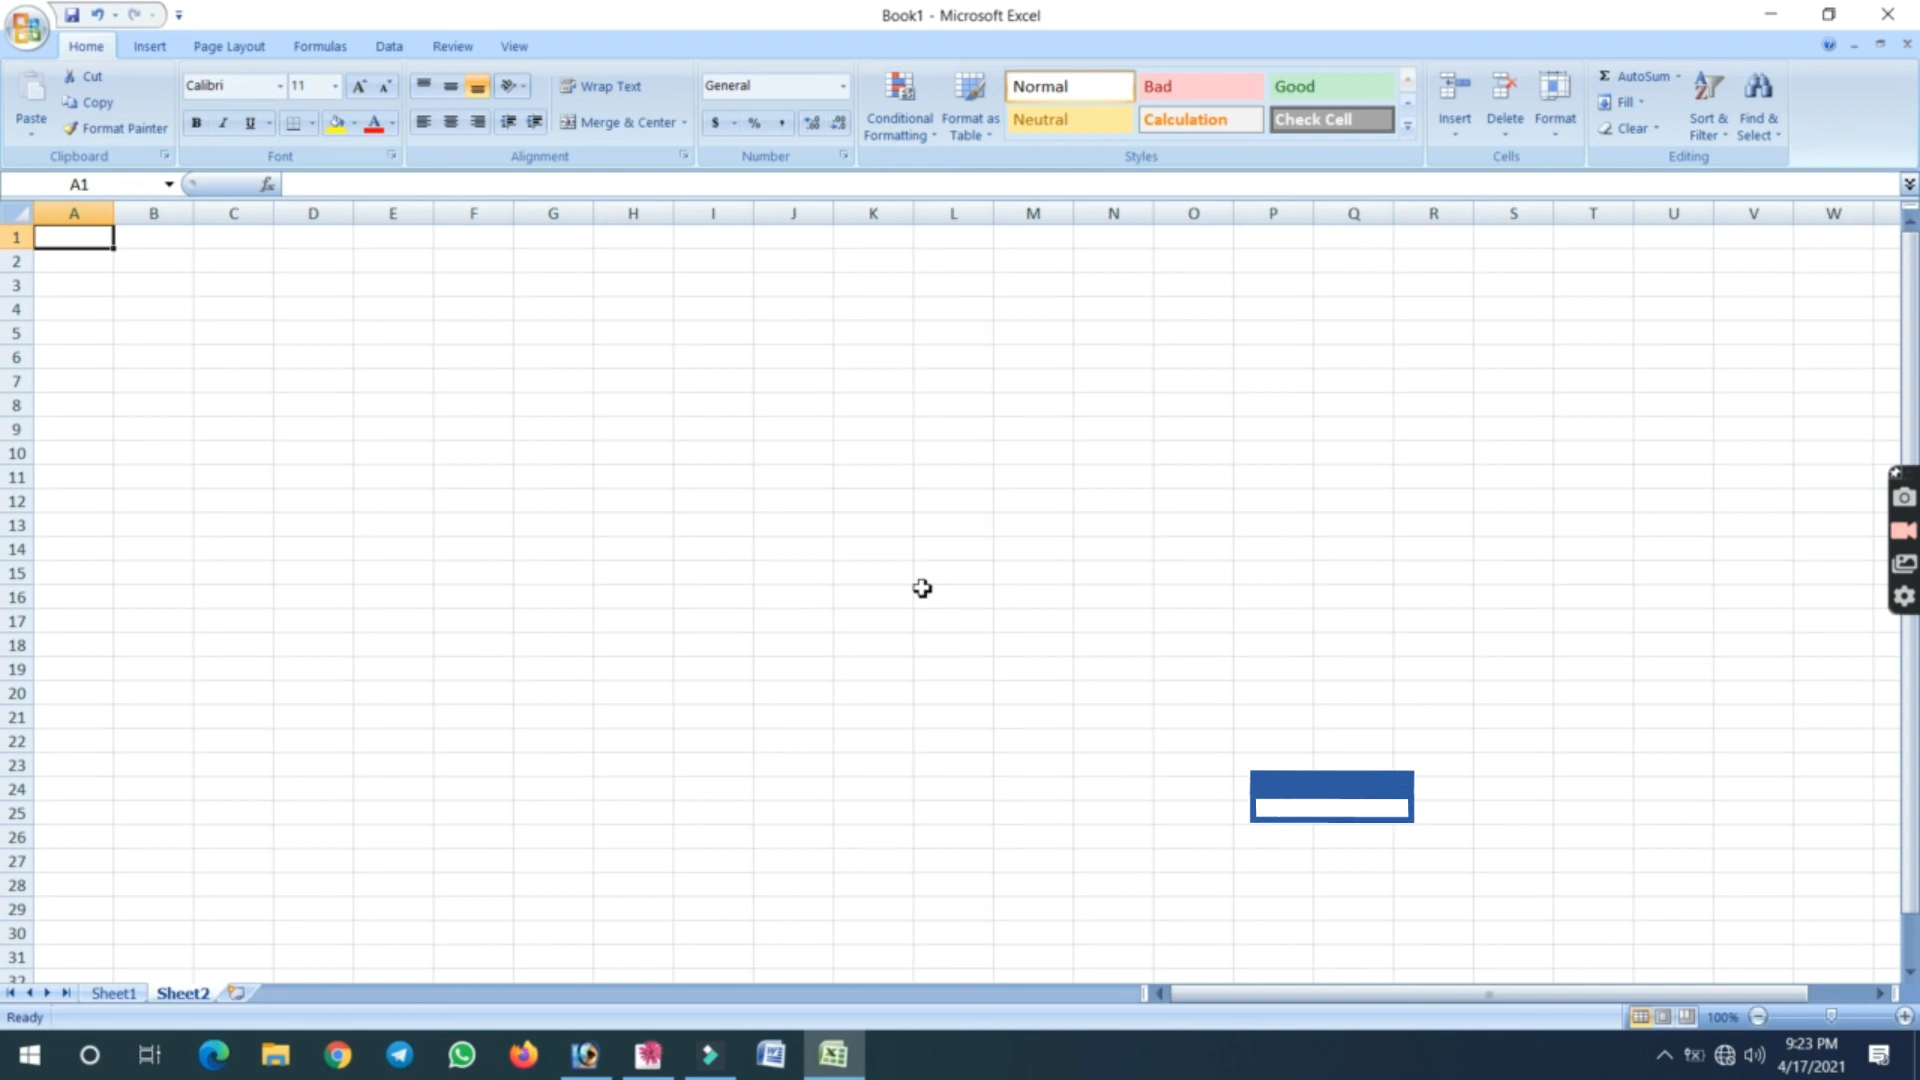 Book1 - Microsoft Excel
Home Insert Page Layout Formulas Data Review View
Cut
Copy
Format Painter
Paste
Clipboard
Calibri 11
B I U
Font
Wrap Text
Merge & Center
Alignment
General
$ % ,
Number
Conditional Formatting
Format as Table
Normal Bad Good
Neutral Calculation Check Cell
Styles
Insert Delete Format
Cells
Σ AutoSum
Fill
Clear
Sort & Filter
Find & Select
Editing
A1 fx
A B C D E F G H I J K L M N O P Q R S T U V W
1
2
3
4
5
6
7
8
9
10
11
12
13
14
15
16
17
18
19
20
21
22
23
24
25
26
27
28
29
30
31
32
Sheet1 Sheet2
Ready 100%
9:23 PM
4/17/2021